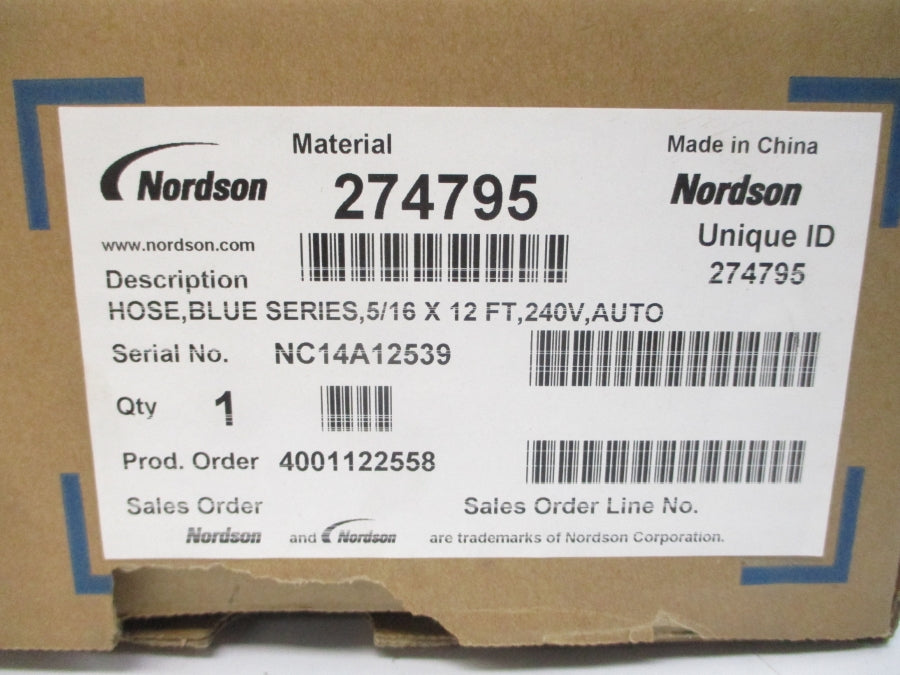 Nordson
Material
274795
Made in China
Nordson
www.nordson.com
Unique ID
274795
Description
HOSE,BLUE SERIES,5/16 X 12 FT,240V,AUTO
Serial No. NC14A12539
Qty 1
Prod. Order 4001122558
Sales Order Sales Order Line No.
Nordson and Nordson are trademarks of Nordson Corporation.